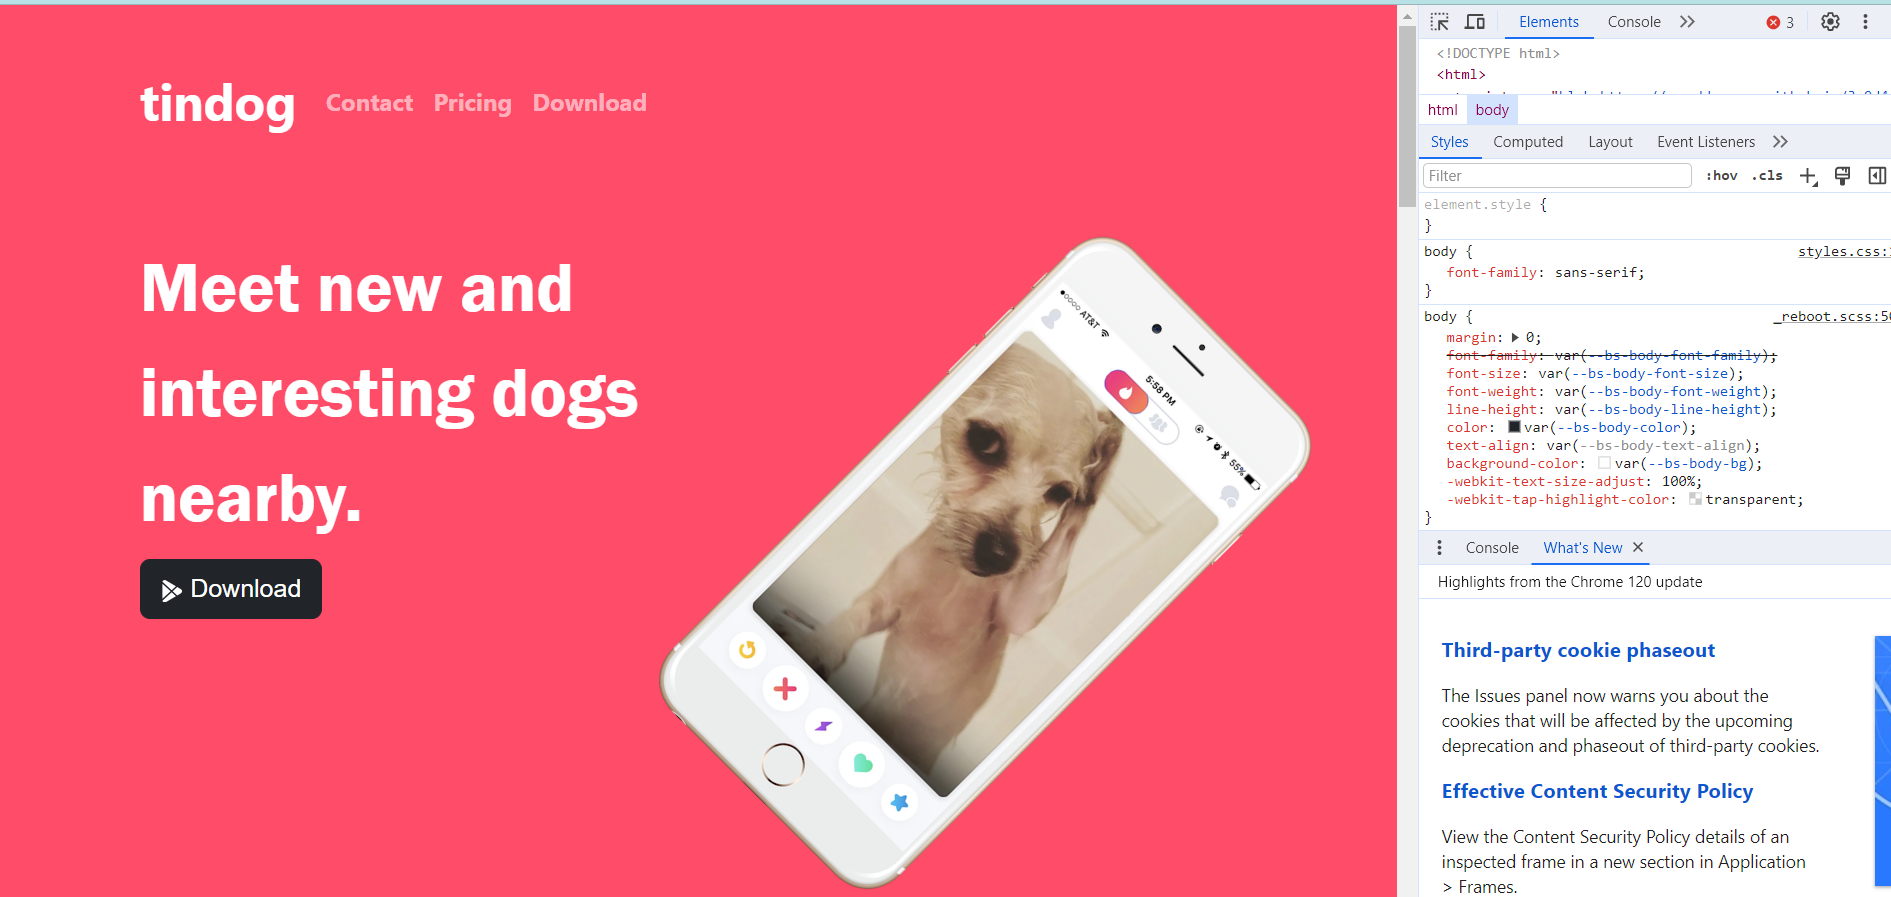 tindog Contact Pricing Download
Meet new and
interesting dogs
nearby.
Download
AT&T
5:58 PM
55%
Elements Console 3
<!DOCTYPE html>
<html>
html body
Styles Computed Layout Event Listeners
Filter :hov .cls
element.style {
}
body { styles.css:
font-family: sans-serif;
}
body { _reboot.scss:50
margin: 0;
font-family: var(--bs-body-font-family);
font-size: var(--bs-body-font-size);
font-weight: var(--bs-body-font-weight);
line-height: var(--bs-body-line-height);
color: var(--bs-body-color);
text-align: var(--bs-body-text-align);
background-color: var(--bs-body-bg);
-webkit-text-size-adjust: 100%;
-webkit-tap-highlight-color: transparent;
}
Console What's New
Highlights from the Chrome 120 update
Third-party cookie phaseout
The Issues panel now warns you about the
cookies that will be affected by the upcoming
deprecation and phaseout of third-party cookies.
Effective Content Security Policy
View the Content Security Policy details of an
inspected frame in a new section in Application
> Frames.